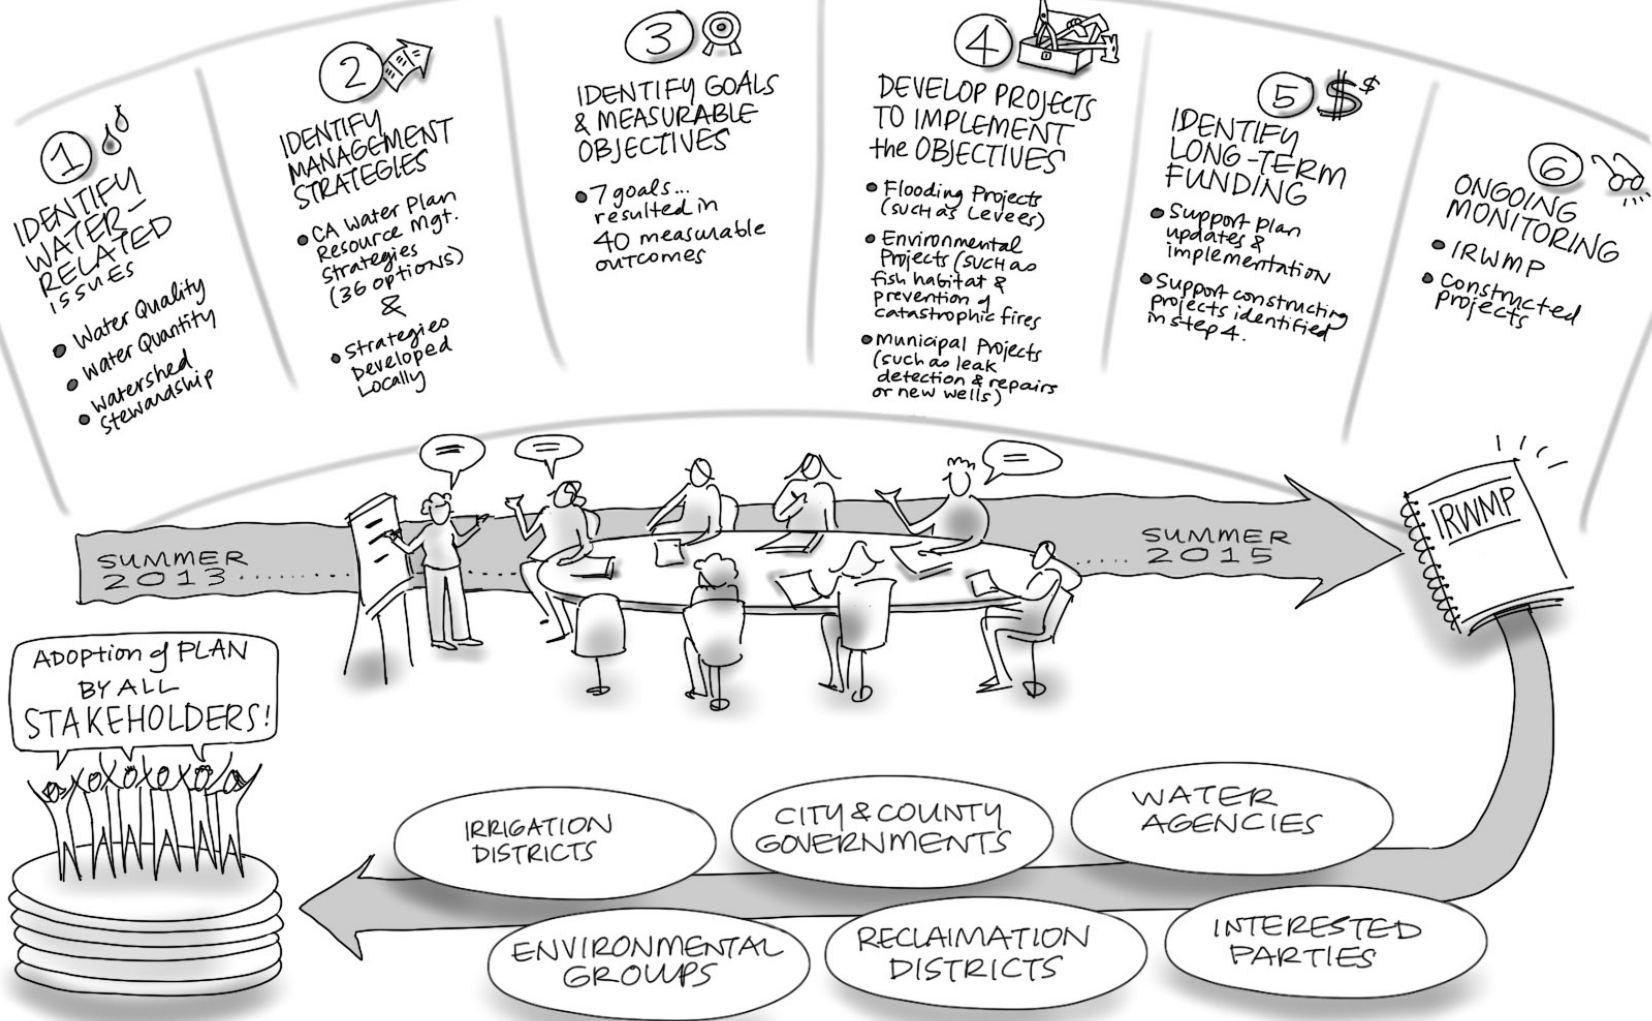 1
IDENTIFY
WATER-
RELATED
ISSUES
• Water Quality
• Water Quantity
• Watershed
Stewardship
2
IDENTIFY
MANAGEMENT
STRATEGIES
• CA Water Plan
Resource Mgt.
Strategies
(36 options)
&
• Strategies
Developed
Locally
3
IDENTIFY GOALS
& MEASURABLE
OBJECTIVES
• 7 goals...
resulted in
40 measurable
outcomes
4
DEVELOP PROJECTS
TO IMPLEMENT
the OBJECTIVES
• Flooding Projects
(such as Levees)
• Environmental
Projects (such as
fish habitat &
prevention of
catastrophic fires
• Municipal Projects
(such as leak
detection & repairs
or new wells)
5
$ $
IDENTIFY
LONG-TERM
FUNDING
• Support plan
updates &
implementation
• Support constructing
projects identified
in step 4.
6
ONGOING
MONITORING
• IRWMP
• Constructed
projects
SUMMER
2013........
..... SUMMER
2015
IRWMP
ADOPTION of PLAN
BY ALL
STAKEHOLDERS!
IRRIGATION
DISTRICTS
CITY & COUNTY
GOVERNMENTS
WATER
AGENCIES
ENVIRONMENTAL
GROUPS
RECLAIMATION
DISTRICTS
INTERESTED
PARTIES